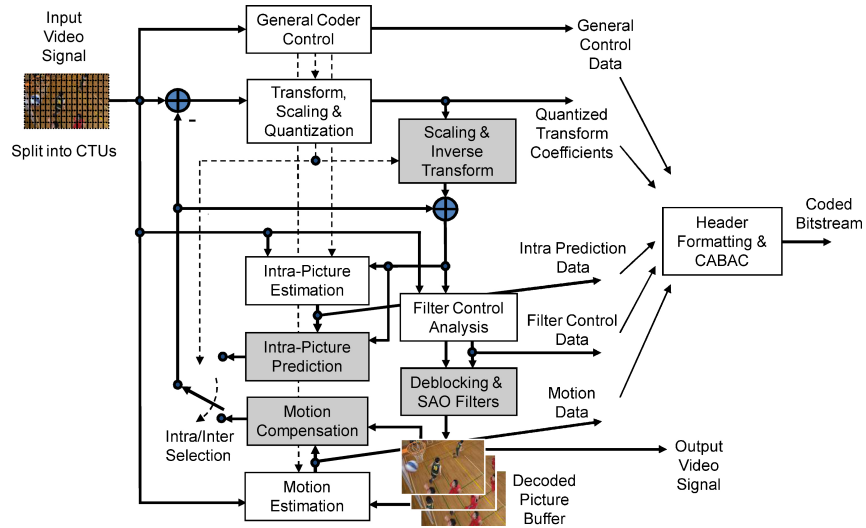 Input
Video
Signal
Split into CTUs
General Coder
Control
General
Control
Data
Transform,
Scaling &
Quantization
-
Quantized
Transform
Coefficients
Scaling &
Inverse
Transform
Coded
Bitstream
Header
Formatting &
CABAC
Intra Prediction
Data
Intra-Picture
Estimation
Filter Control
Analysis
Filter Control
Data
Intra-Picture
Prediction
Deblocking &
SAO Filters
Motion
Data
Motion
Compensation
Intra/Inter
Selection
Output
Video
Signal
Motion Estimation
Decoded
Picture
Buffer